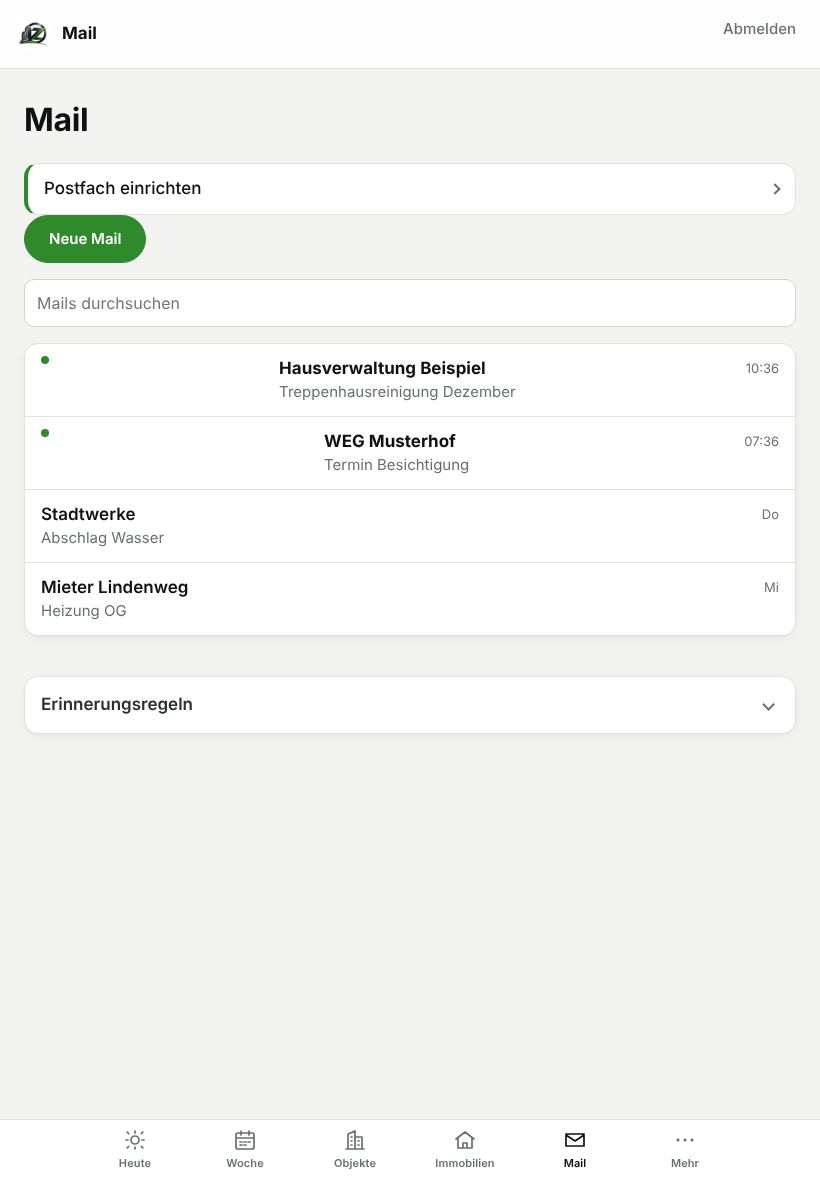 Mail
Abmelden
Mail
Postfach einrichten
Neue Mail
Mails durchsuchen
Hausverwaltung Beispiel
10:36
Treppenhausreinigung Dezember
WEG Musterhof
07:36
Termin Besichtigung
Stadtwerke
Do
Abschlag Wasser
Mieter Lindenweg
Mi
Heizung OG
Erinnerungsregeln
Heute
Woche
Objekte
Immobilien
Mail
Mehr